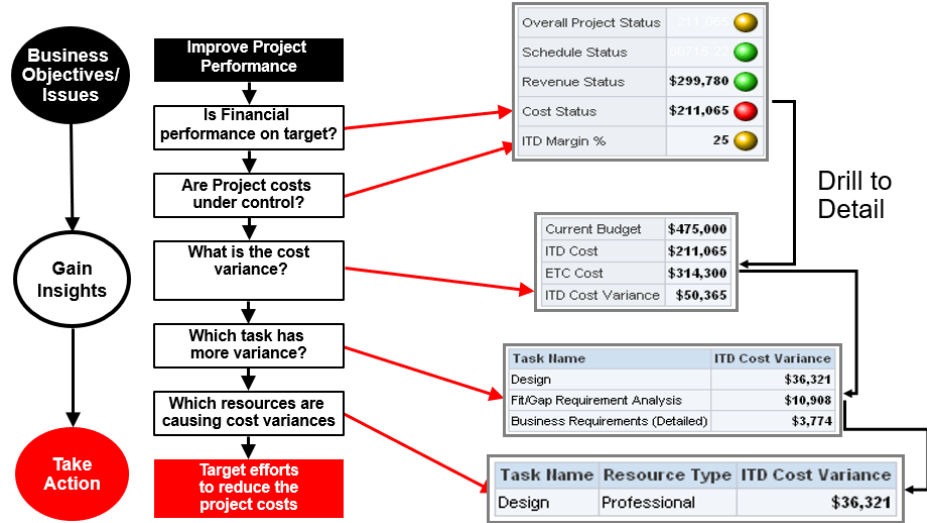 Business
Objectives/
Issues
Gain
Insights
Take
Action
Improve Project
Performance
Is Financial
performance on target?
Are Project costs
under control?
What is the cost
variance?
Which task has
more variance?
Which resources are
causing cost variances
Target efforts
to reduce the
project costs
Overall Project Status
Schedule Status
Revenue Status $299,780
Cost Status $211,065
ITD Margin % 25
Drill to
Detail
Current Budget $475,000
ITD Cost $211,065
ETC Cost $314,300
ITD Cost Variance $50,365
Task Name ITD Cost Variance
Design $36,321
Fit/Gap Requirement Analysis $10,908
Business Requirements (Detailed) $3,774
Task Name Resource Type ITD Cost Variance
Design Professional $36,321